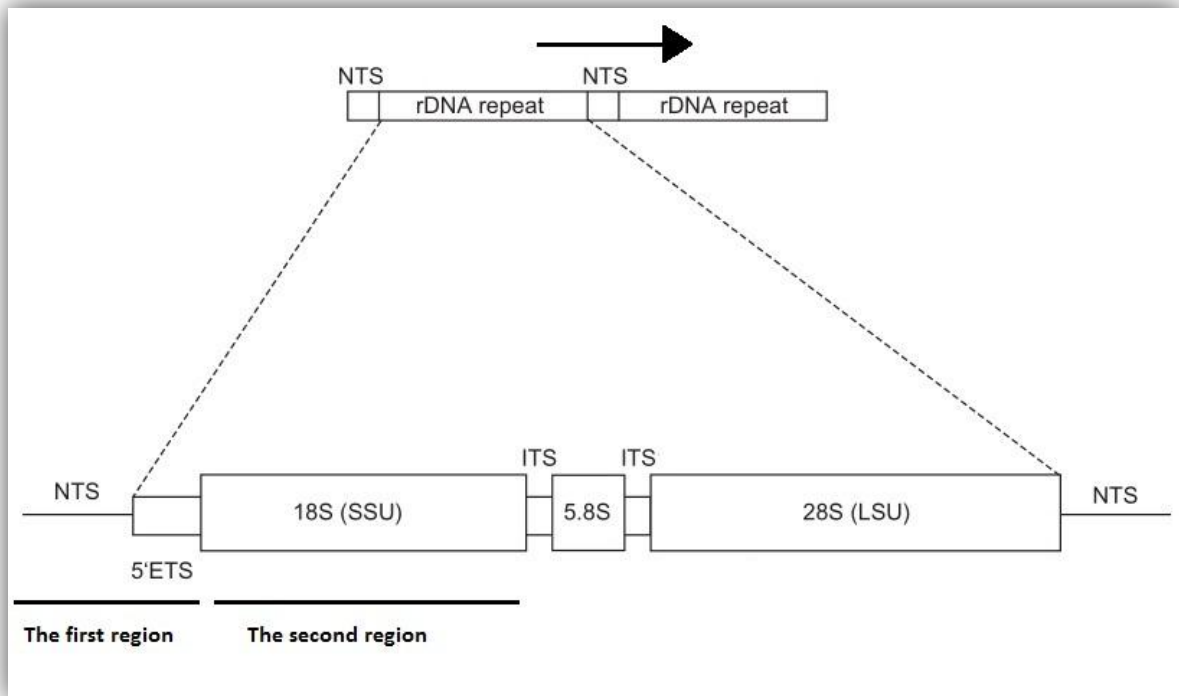 NTS NTS
rDNA repeat rDNA repeat
ITS ITS
NTS 18S (SSU) 5.8S 28S (LSU) NTS
5'ETS
The first region The second region